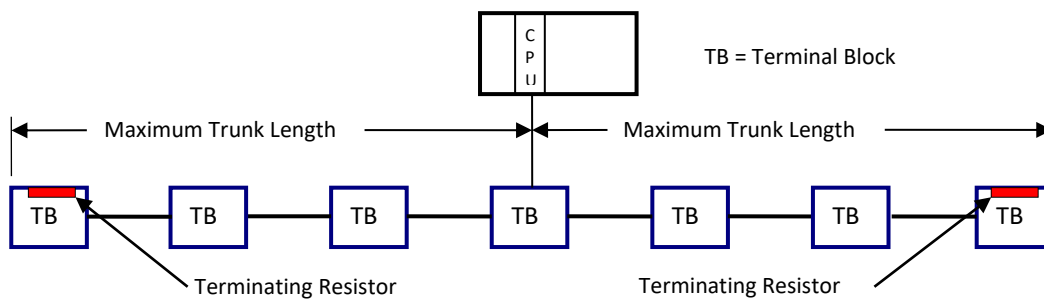 C
P
U
TB = Terminal Block
Maximum Trunk Length
Maximum Trunk Length
TB
TB
TB
TB
TB
TB
TB
Terminating Resistor
Terminating Resistor